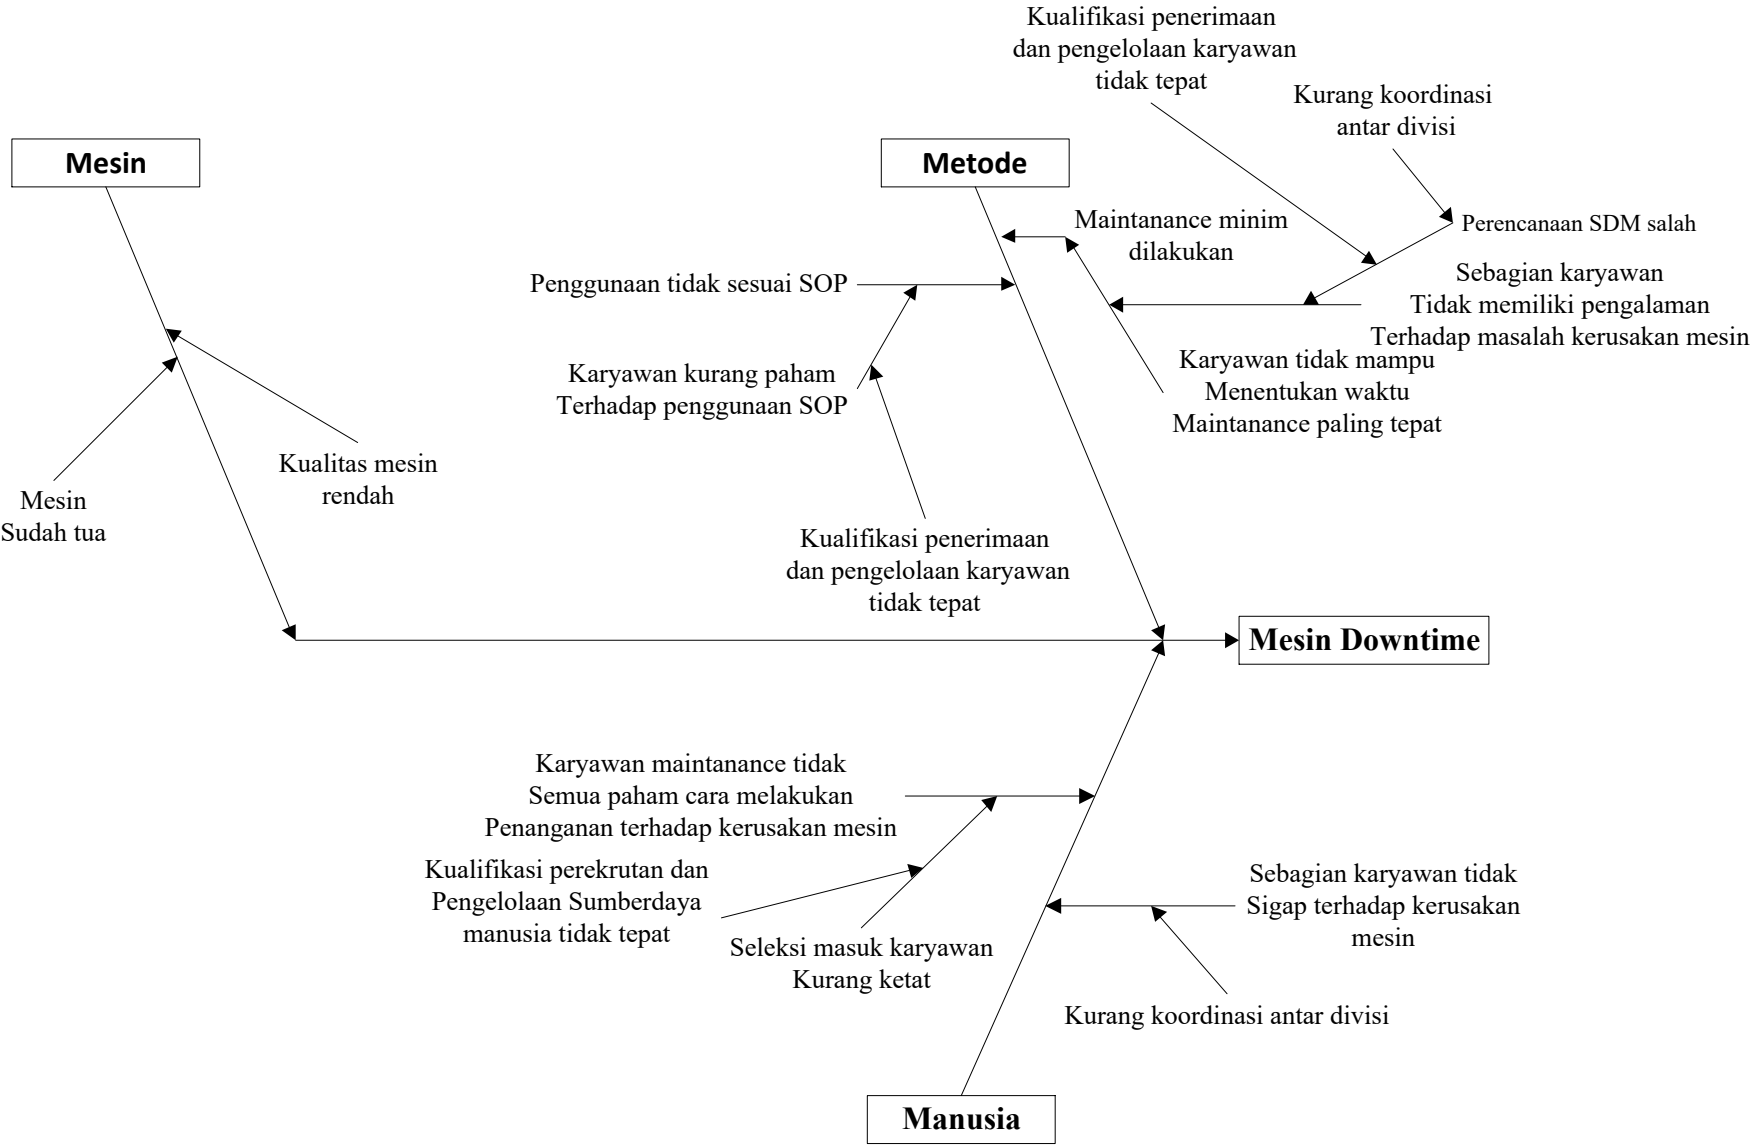 Kualifikasi penerimaan
dan pengelolaan karyawan
tidak tepat
Kurang koordinasi
antar divisi
Mesin
Metode
Maintanance minim
dilakukan
Perencanaan SDM salah
Penggunaan tidak sesuai SOP
Sebagian karyawan
Tidak memiliki pengalaman
Terhadap masalah kerusakan mesin
Karyawan kurang paham
Terhadap penggunaan SOP
Karyawan tidak mampu
Menentukan waktu
Maintanance paling tepat
Kualitas mesin
rendah
Mesin
Sudah tua
Kualifikasi penerimaan
dan pengelolaan karyawan
tidak tepat
Mesin Downtime
Karyawan maintanance tidak
Semua paham cara melakukan
Penanganan terhadap kerusakan mesin
Kualifikasi perekrutan dan
Pengelolaan Sumberdaya
manusia tidak tepat
Seleksi masuk karyawan
Kurang ketat
Sebagian karyawan tidak
Sigap terhadap kerusakan
mesin
Kurang koordinasi antar divisi
Manusia